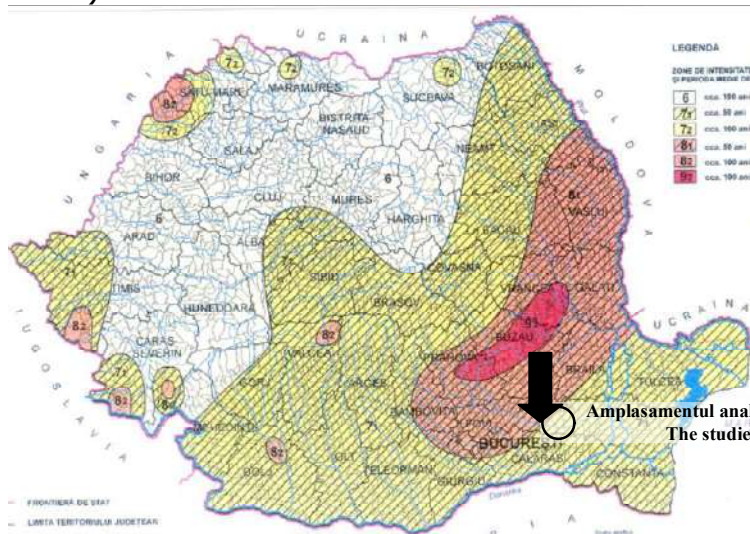 UCRAINA
MOLDOVA
UNGARIA
IUGOSLAVIA
UCRAINA
LEGENDA
ZONE DE INTENSITATE
6 cca. 100 ani
7₁ cca. 50 ani
7₂ cca. 100 ani
8₁ cca. 50 ani
8₂ cca. 100 ani
9₂ cca. 100 ani
SATU-MARE
MARAMURES
SUCEAVA
BOTOSANI
BISTRITA
NASAUD
SALAJ
NEAMT
IASI
BIHOR
CLUJ
MURES
HARGHITA
BACAU
VASLUI
ARAD
ALBA
SIBIU
BRASOV
COVASNA
VRANCEA
GALATI
TIMIS
HUNEDOARA
CARAS
SEVERIN
GORJ
VALCEA
ARGES
PRAHOVA
BUZAU
BRAILA
TULCEA
MEHEDINTI
DOLJ
OLT
TELEORMAN
DAMBOVITA
BUCURESTI
GIURGIU
CALARAS
CONSTANTA
Dunarea
Amplasamentul anal
The studie
FRONTIERA DE STAT
LIMITA TERITORIULUI JUDETEAN